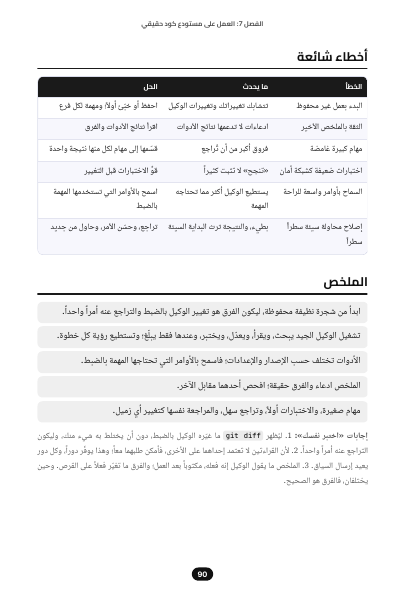 الفصل 7: العمل على مستودع كود حقيقي
أخطاء شائعة
الخطأ ما يحدث الحل
البدء بعمل غير محفوظ تتشابك تغييراتك وتغييرات الوكيل احفظ أو خبّئ أولاً؛ ومهمة لكل فرع
الثقة بالملخص الأخير ادعاءات لا تدعمها نتائج الأدوات اقرأ نتائج الأدوات والفرق
مهام كبيرة غامضة فروق أكبر من أن تُراجع قسّمها إلى مهام لكل منها نتيجة واحدة
اختبارات ضعيفة كشبكة أمان «تنجح» لا تثبت كثيراً قوِّ الاختبارات قبل التغيير
السماح بأوامر واسعة للراحة يستطيع الوكيل أكثر مما تحتاجه اسمح بالأوامر التي تستخدمها المهمة
المهمة بالضبط
إصلاح محاولة سيئة سطراً بطيء، والنتيجة ترث البداية السيئة تراجع، وحسّن الأمر، وحاول من جديد
سطراً
الملخص
ابدأ من شجرة نظيفة محفوظة، ليكون الفرق هو تغيير الوكيل بالضبط والتراجع عنه أمراً واحداً.
تشغيل الوكيل الجيد يبحث، ويقرأ، ويعدّل، ويختبر، وعندها فقط يبلّغ؛ وتستطيع رؤية كل خطوة.
الأدوات تختلف حسب الإصدار والإعدادات؛ فاسمح بالأوامر التي تحتاجها المهمة بالضبط.
الملخص ادعاء والفرق حقيقة؛ افحص أحدهما مقابل الآخر.
مهام صغيرة، والاختبارات أولاً، وتراجع سهل، والمراجعة نفسها كتغيير أي زميل.
إجابات «اختبر نفسك»: 1. ليُظهر git diff ما غيّره الوكيل بالضبط، دون أن يختلط به شيء منك، وليكون
التراجع عنه أمراً واحداً. 2. لأن القراءتين لا تعتمد إحداهما على الأخرى، فأمكن طلبهما معاً؛ وهذا يوفّر دوراً، وكل دور
يعيد إرسال السياق. 3. الملخص ما يقول الوكيل إنه فعله، مكتوباً بعد العمل؛ والفرق ما تغيّر فعلاً على القرص. وحين
يختلفان، فالفرق هو الصحيح.
90